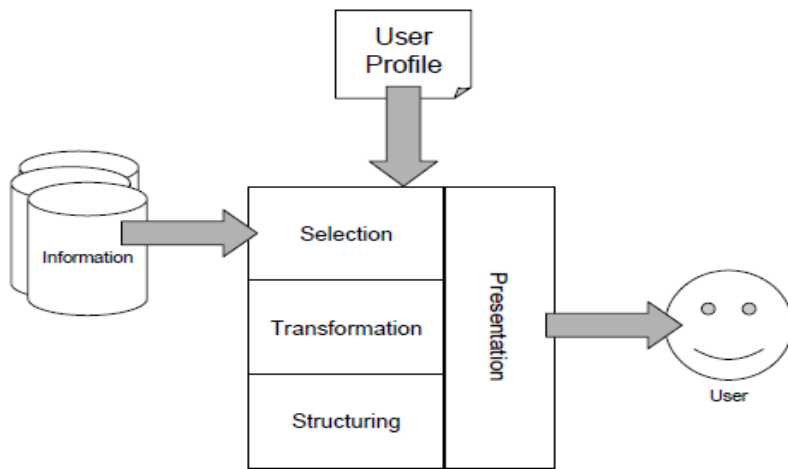 User
Profile
Information
Selection
Transformation
Structuring
Presentation
User